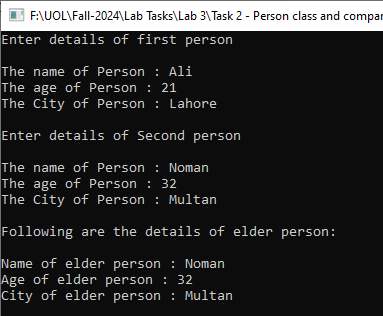 F:\UOL\Fall-2024\Lab Tasks\Lab 3\Task 2 - Person class and compar
Enter details of first person
The name of Person : Ali
The age of Person : 21
The City of Person : Lahore
Enter details of Second person
The name of Person : Noman
The age of Person : 32
The City of Person : Multan
Following are the details of elder person:
Name of elder person : Noman
Age of elder person : 32
City of elder person : Multan